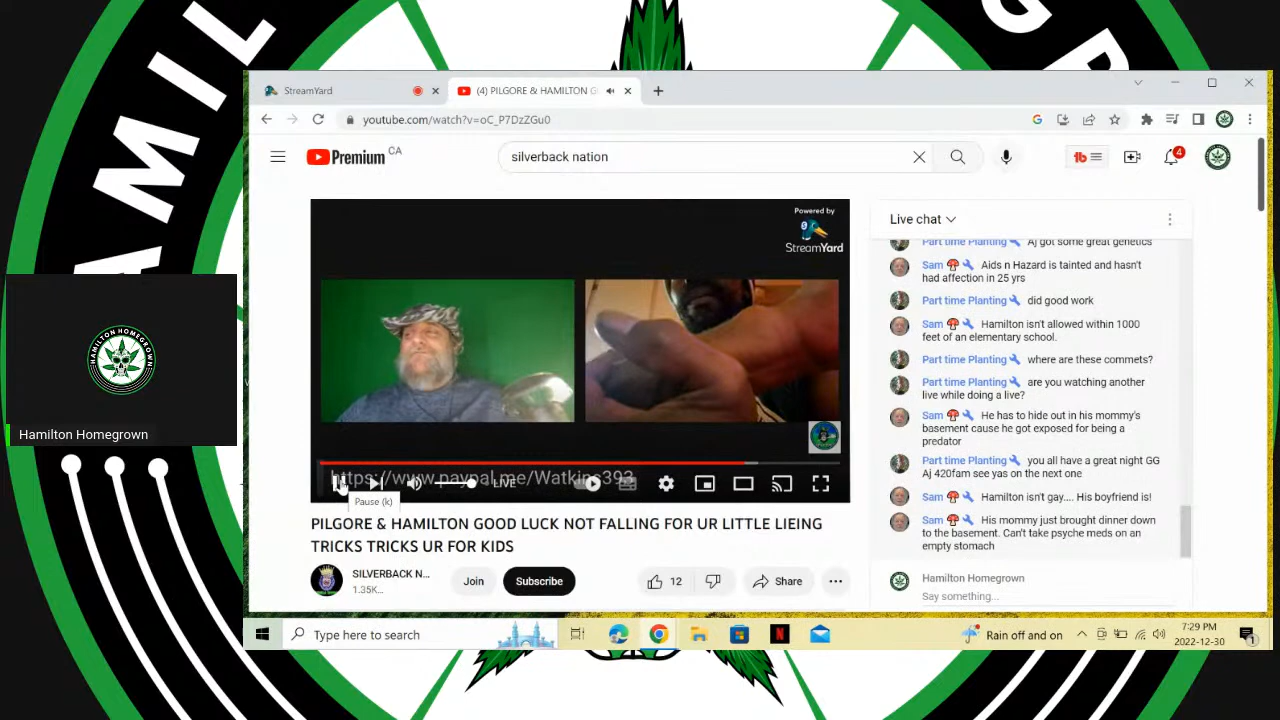 StreamYard
(4) PILGORE & HAMILTON G
youtube.com/watch?v=oC_P7DzZGu0
Premium CA
silverback nation
4
Powered by
StreamYard
https://www.paypal.me/Watkins393
LIVE
Pause (k)
PILGORE & HAMILTON GOOD LUCK NOT FALLING FOR UR LITTLE LIEING
TRICKS TRICKS UR FOR KIDS
SILVERBACK N...
1.35K...
Join
Subscribe
12
Share
Live chat
Part time Planting Aj got some great genetics
Sam Aids n Hazard is tainted and hasn't
had affection in 25 yrs
Part time Planting did good work
Sam Hamilton isn't allowed within 1000
feet of an elementary school.
Part time Planting where are these commets?
Part time Planting are you watching another
live while doing a live?
Sam He has to hide out in his mommy's
basement cause he got exposed for being a
predator
Part time Planting you all have a great night GG
Aj 420fam see yas on the next one
Sam Hamilton isn't gay.... His boyfriend is!
Sam His mommy just brought dinner down
to the basement. Can't take psyche meds on an
empty stomach
Hamilton Homegrown
Say something...
Type here to search
Rain off and on
7:29 PM
2022-12-30
1
HAMILTON HOMEGROWN
Hamilton Homegrown
AMIL
GR